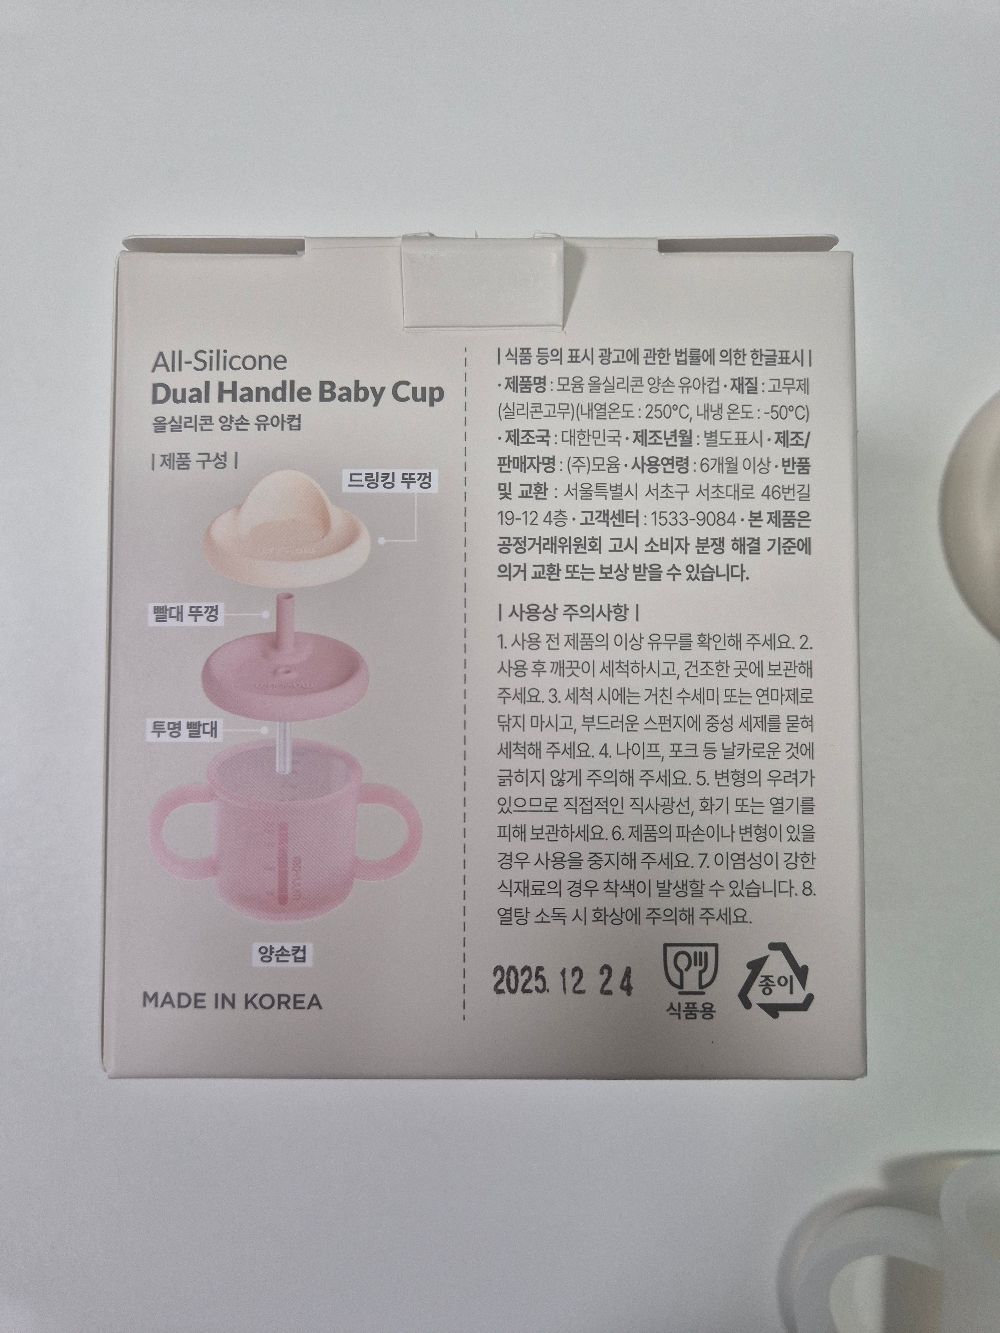 All-Silicone
Dual Handle Baby Cup
올실리콘 양손 유아컵
| 제품 구성 |
드링킹 뚜껑
빨대 뚜껑
투명 빨대
양손컵
MADE IN KOREA
| 식품 등의 표시 광고에 관한 법률에 의한 한글표시 |
· 제품명 : 모윰 올실리콘 양손 유아컵 · 재질 : 고무제
(실리콘고무)(내열온도 : 250°C, 내냉 온도 : -50°C)
· 제조국 : 대한민국 · 제조년월 : 별도표시 · 제조/
판매자명 : (주)모윰 · 사용연령 : 6개월 이상 · 반품
및 교환 : 서울특별시 서초구 서초대로 46번길
19-12 4층 · 고객센터 : 1533-9084 · 본 제품은
공정거래위원회 고시 소비자 분쟁 해결 기준에
의거 교환 또는 보상 받을 수 있습니다.
| 사용상 주의사항 |
1. 사용 전 제품의 이상 유무를 확인해 주세요. 2.
사용 후 깨끗이 세척하시고, 건조한 곳에 보관해
주세요. 3. 세척 시에는 거친 수세미 또는 연마제로
닦지 마시고, 부드러운 스펀지에 중성 세제를 묻혀
세척해 주세요. 4. 나이프, 포크 등 날카로운 것에
긁히지 않게 주의해 주세요. 5. 변형의 우려가
있으므로 직접적인 직사광선, 화기 또는 열기를
피해 보관하세요. 6. 제품의 파손이나 변형이 있을
경우 사용을 중지해 주세요. 7. 이염성이 강한
식재료의 경우 착색이 발생할 수 있습니다. 8.
열탕 소독 시 화상에 주의해 주세요.
2025. 12 24
식품용
종이